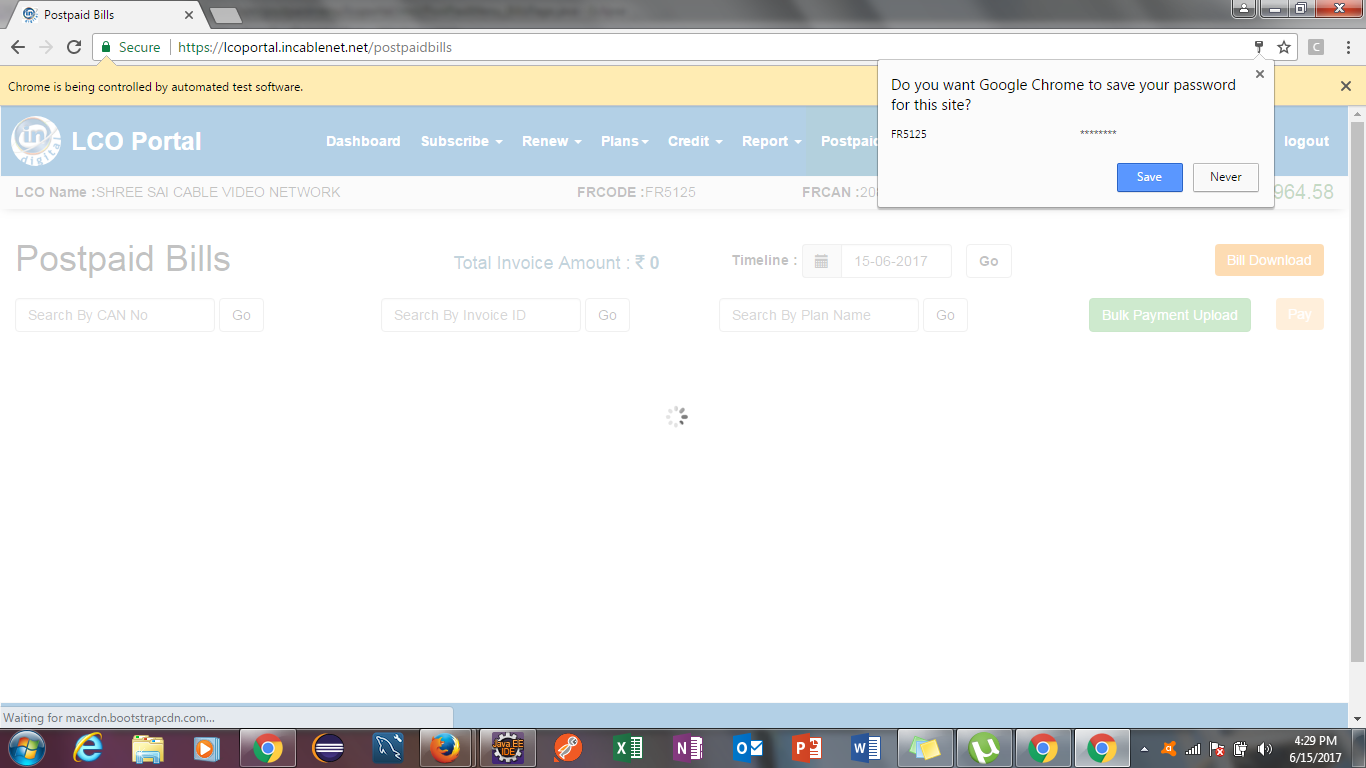 Postpaid Bills
Secure https://lcoportal.incablenet.net/postpaidbills
Chrome is being controlled by automated test software.
Do you want Google Chrome to save your password
for this site?
FR5125 ********
Save Never
in digital LCO Portal Dashboard Subscribe Renew Plans Credit Report Postpaid logout
LCO Name :SHREE SAI CABLE VIDEO NETWORK FRCODE :FR5125 FRCAN :20 964.58
Postpaid Bills Total Invoice Amount : ₹ 0 Timeline : 15-06-2017 Go Bill Download
Search By CAN No Go Search By Invoice ID Go Search By Plan Name Go Bulk Payment Upload Pay
Waiting for maxcdn.bootstrapcdn.com...
Java EE
IDE
4:29 PM
6/15/2017